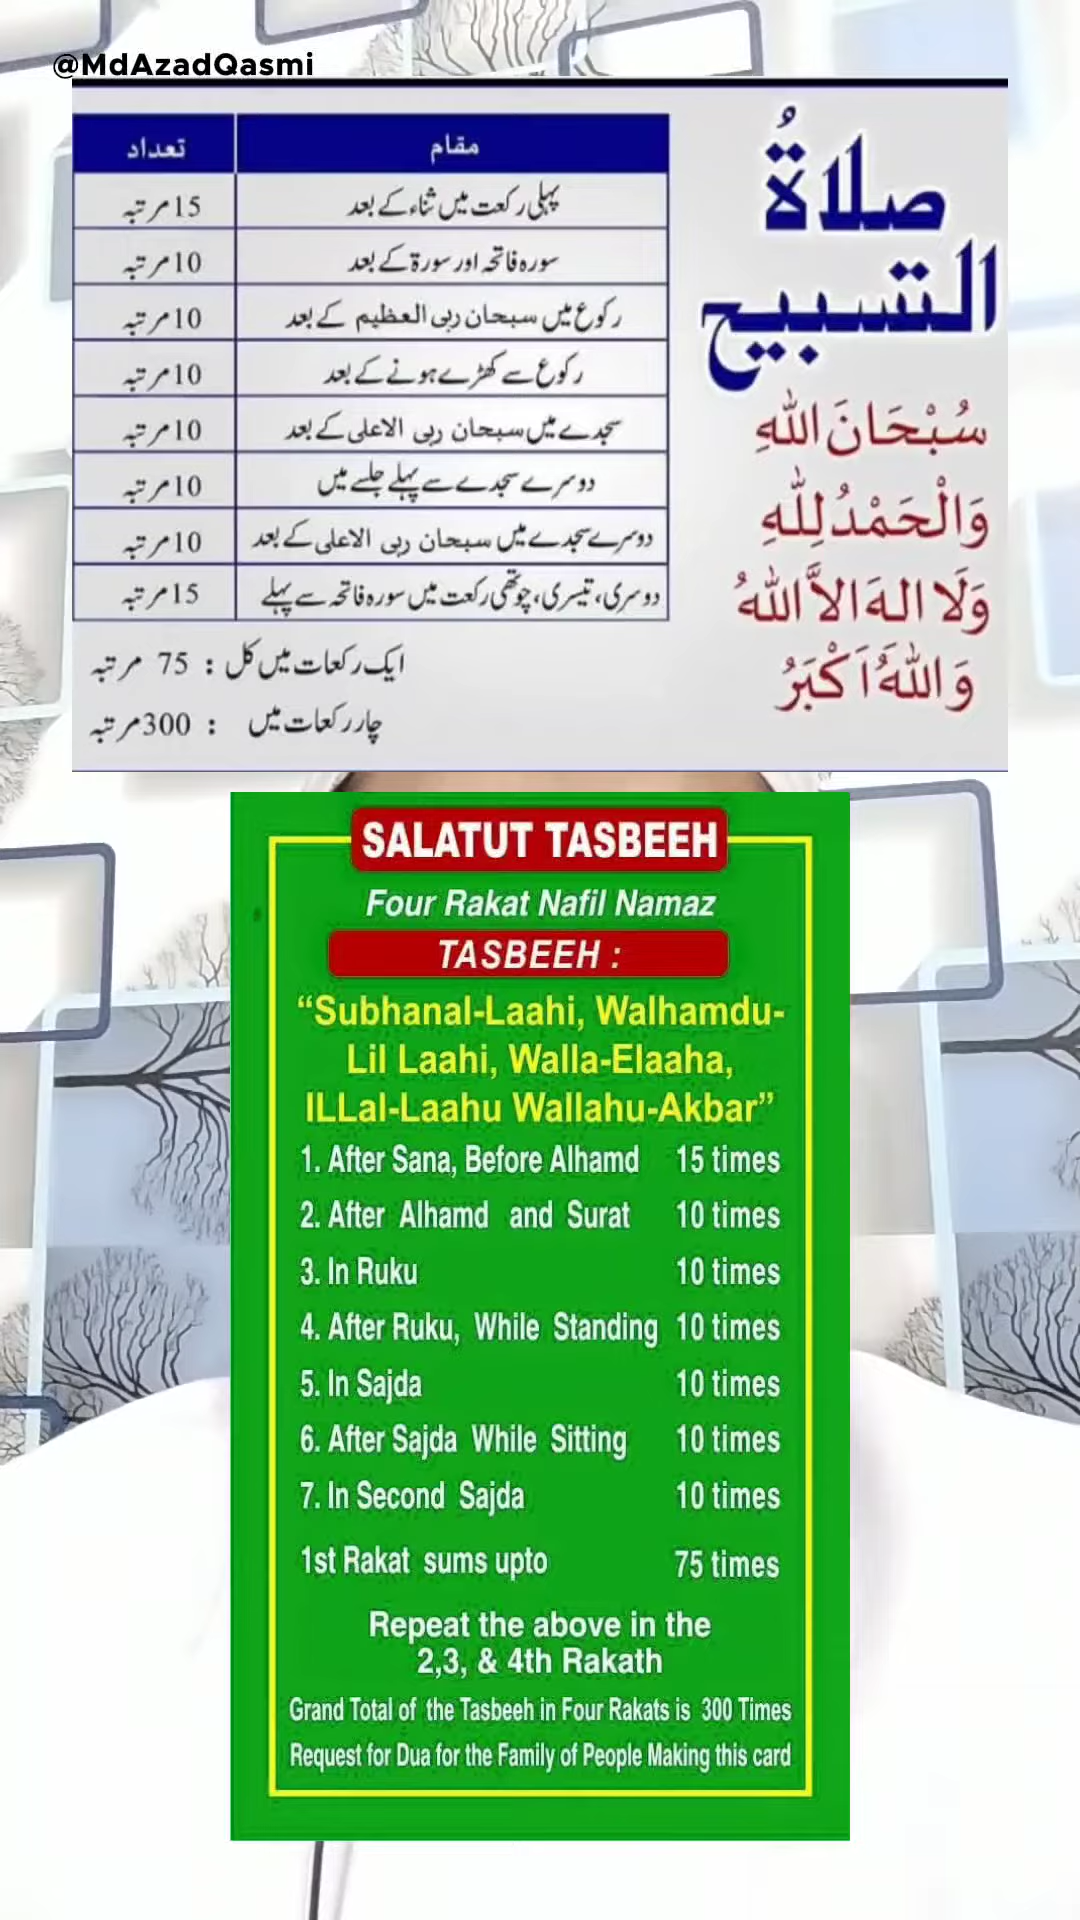 @MdAzadQasmi
صلاةُ
التسبیح
سُبْحَانَ اللهِ
وَالْحَمْدُ لِلّٰهِ
وَلَا الٰهَ الاَّ اللهُ
وَاللهُ اَكْبَرُ
مقام تعداد
پہلی رکعت میں ثناء کے بعد 15 مرتبہ
سورہ فاتحہ اور سورۃ کے بعد 10 مرتبہ
رکوع میں سبحان ربی العظیم کے بعد 10 مرتبہ
رکوع سے کھڑے ہونے کے بعد 10 مرتبہ
سجدے میں سبحان ربی الاعلی کے بعد 10 مرتبہ
دوسرے سجدے سے پہلے جلسے میں 10 مرتبہ
دوسرے سجدے میں سبحان ربی الاعلی کے بعد 10 مرتبہ
دوسری، تیسری، چوتھی رکعت میں سورہ فاتحہ سے پہلے 15 مرتبہ
ایک رکعات میں کل : 75 مرتبہ
چار رکعات میں : 300 مرتبہ
SALATUT TASBEEH
Four Rakat Nafil Namaz
TASBEEH :
“Subhanal-Laahi, Walhamdu-
Lil Laahi, Walla-Elaaha,
ILLal-Laahu Wallahu-Akbar”
1. After Sana, Before Alhamd 15 times
2. After Alhamd and Surat 10 times
3. In Ruku 10 times
4. After Ruku, While Standing 10 times
5. In Sajda 10 times
6. After Sajda While Sitting 10 times
7. In Second Sajda 10 times
1st Rakat sums upto 75 times
Repeat the above in the
2,3, & 4th Rakath
Grand Total of the Tasbeeh in Four Rakats is 300 Times
Request for Dua for the Family of People Making this card